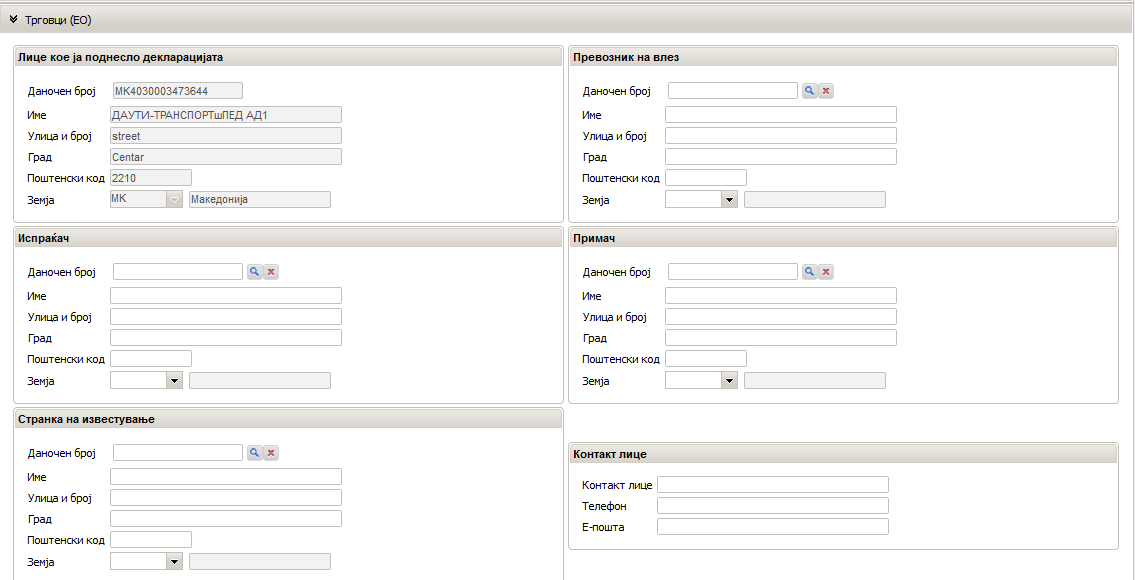 Трговци (ЕО)
Лице кое ја поднесло декларацијата
Даночен број MK4030003473644
Име ДАУТИ-ТРАНСПОРТшПЕД АД1
Улица и број street
Град Centar
Поштенски код 2210
Земја MK Македонија
Превозник на влез
Даночен број
Име
Улица и број
Град
Поштенски код
Земја
Испраќач
Даночен број
Име
Улица и број
Град
Поштенски код
Земја
Примач
Даночен број
Име
Улица и број
Град
Поштенски код
Земја
Странка на известување
Даночен број
Име
Улица и број
Град
Поштенски код
Земја
Контакт лице
Контакт лице
Телефон
Е-пошта